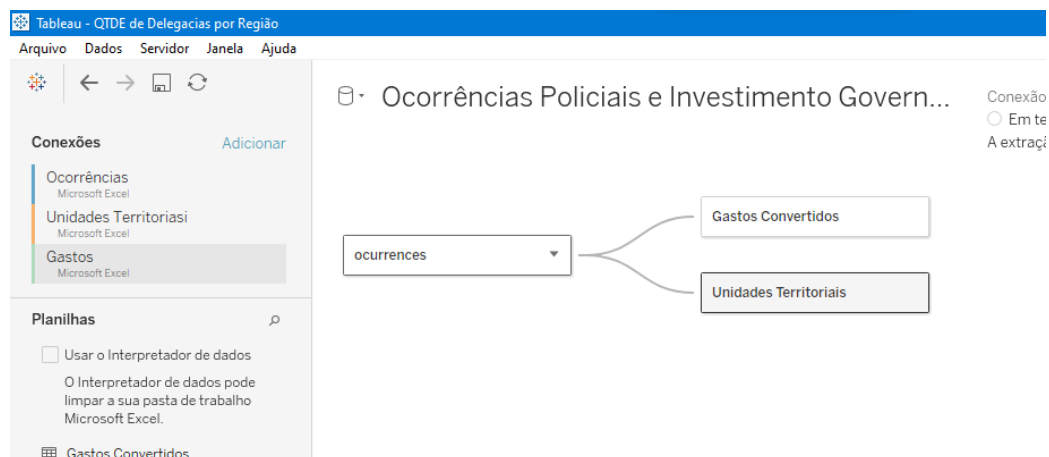 Tableau - QTDE de Delegacias por Região
Arquivo Dados Servidor Janela Ajuda
Conexões Adicionar
Ocorrências
Microsoft Excel
Unidades Territoriasi
Microsoft Excel
Gastos
Microsoft Excel
Planilhas
Usar o Interpretador de dados
O Interpretador de dados pode
limpar a sua pasta de trabalho
Microsoft Excel.
Gastos Convertidos
Ocorrências Policiais e Investimento Govern...
ocurrences
Gastos Convertidos
Unidades Territoriais
Conexão
Em te
A extraçã